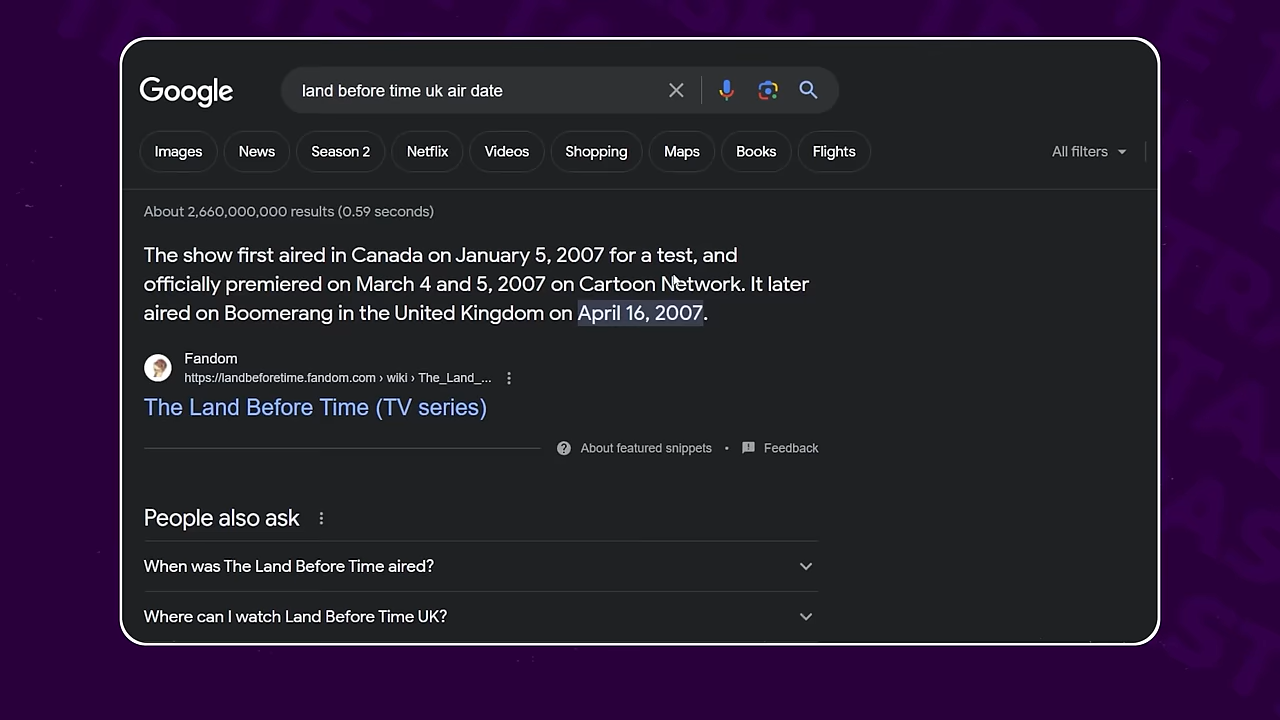 Google
land before time uk air date
Images
News
Season 2
Netflix
Videos
Shopping
Maps
Books
Flights
All filters
About 2,660,000,000 results (0.59 seconds)
The show first aired in Canada on January 5, 2007 for a test, and
officially premiered on March 4 and 5, 2007 on Cartoon Network. It later
aired on Boomerang in the United Kingdom on April 16, 2007.
Fandom
https://landbeforetime.fandom.com › wiki › The_Land_...
The Land Before Time (TV series)
About featured snippets • Feedback
People also ask
When was The Land Before Time aired?
Where can I watch Land Before Time UK?